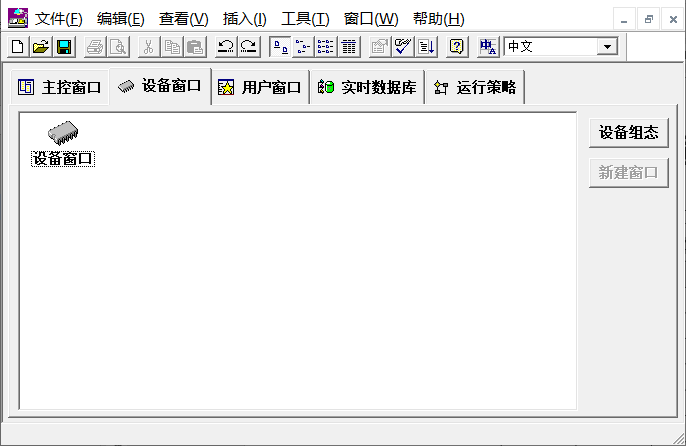 文件(F) 编辑(E) 查看(V) 插入(I) 工具(T) 窗口(W) 帮助(H)
中文
主控窗口 设备窗口 用户窗口 实时数据库 运行策略
设备窗口
设备组态
新建窗口